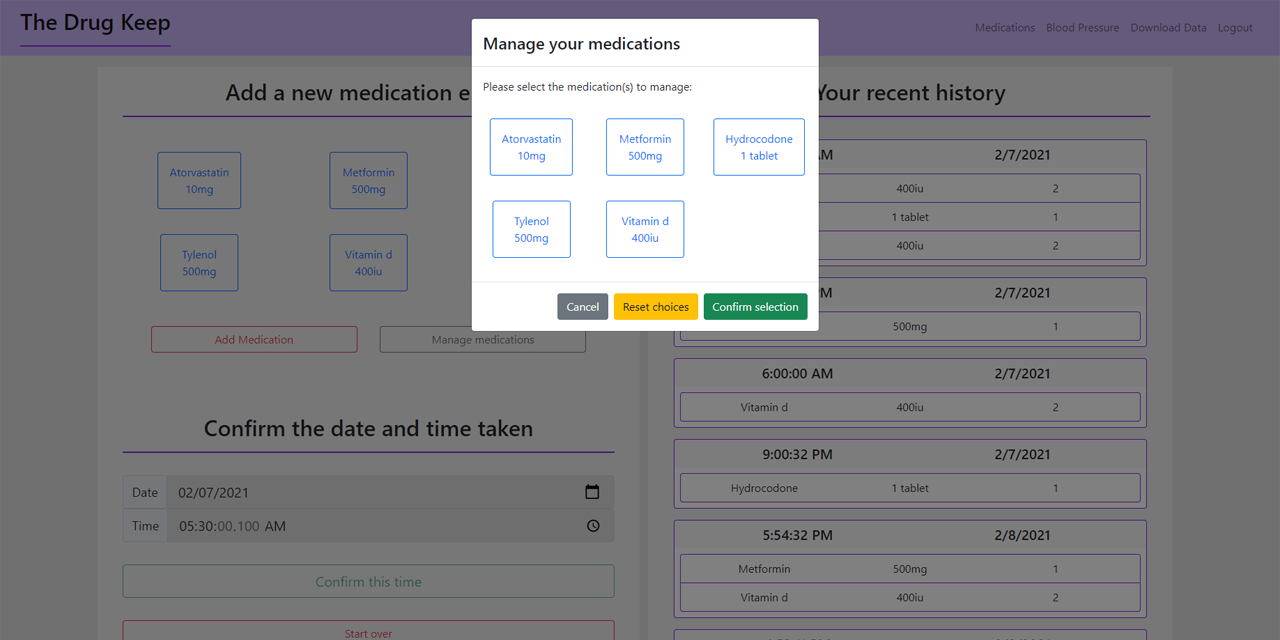 The Drug Keep
Medications Blood Pressure Download Data Logout
Manage your medications
Please select the medication(s) to manage:
Atorvastatin
10mg
Metformin
500mg
Hydrocodone
1 tablet
Tylenol
500mg
Vitamin d
400iu
Cancel
Reset choices
Confirm selection
Add a new medication e
Atorvastatin
10mg
Metformin
500mg
Tylenol
500mg
Vitamin d
400iu
Add Medication
Manage medications
Confirm the date and time taken
Date 02/07/2021
Time 05:30:00.100 AM
Confirm this time
Start over
Your recent history
AM 2/7/2021
400iu 2
1 tablet 1
400iu 2
PM 2/7/2021
500mg 1
6:00:00 AM 2/7/2021
Vitamin d 400iu 2
9:00:32 PM 2/7/2021
Hydrocodone 1 tablet 1
5:54:32 PM 2/8/2021
Metformin 500mg 1
Vitamin d 400iu 2